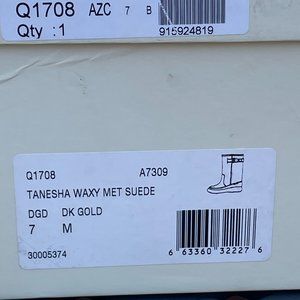 Q1708 AZC 7 B
Qty :1 915924819
Q1708 A7309
TANESHA WAXY MET SUEDE
DGD DK GOLD
7 M
30005374 6 63360 32227 6